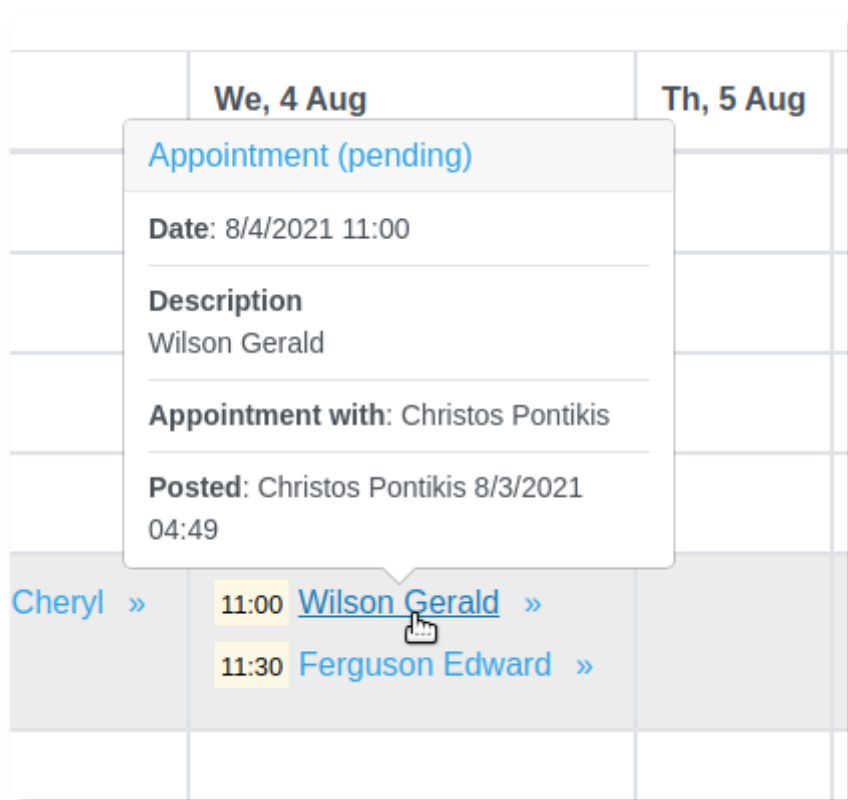 We, 4 Aug
Th, 5 Aug
Appointment (pending)
Date: 8/4/2021 11:00
Description
Wilson Gerald
Appointment with: Christos Pontikis
Posted: Christos Pontikis 8/3/2021
04:49
Cheryl »
11:00 Wilson Gerald »
11:30 Ferguson Edward »